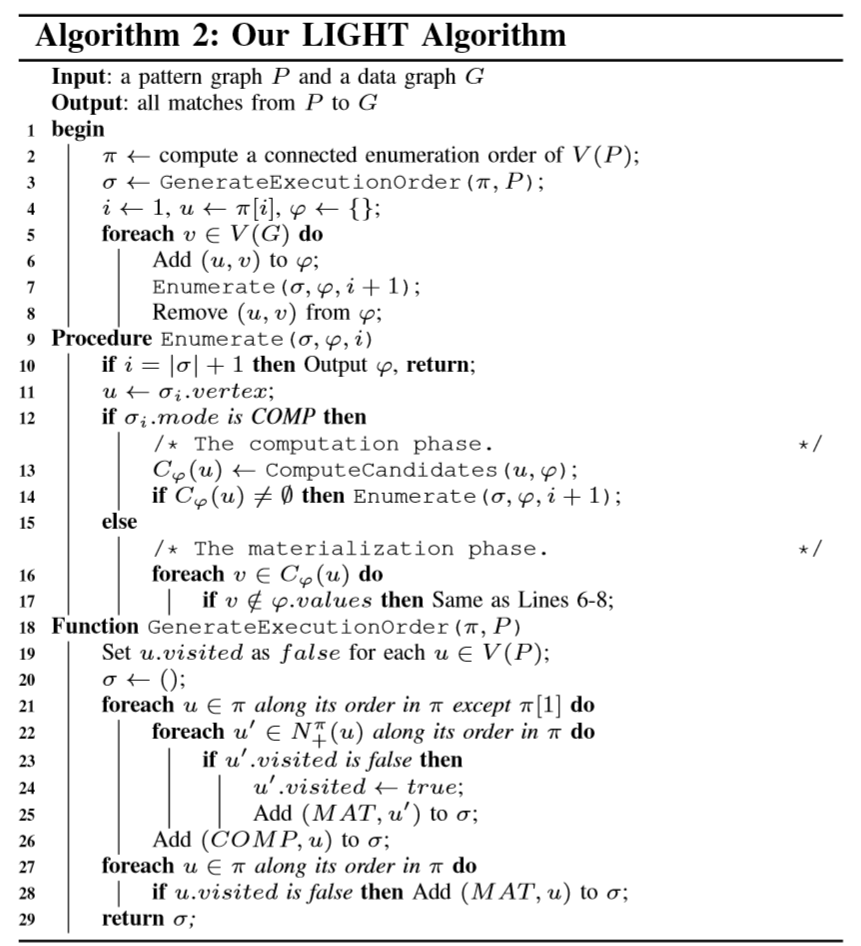 Algorithm 2: Our LIGHT Algorithm
Input: a pattern graph P and a data graph G
Output: all matches from P to G
1 begin
2 π ← compute a connected enumeration order of V(P);
3 σ ← GenerateExecutionOrder(π, P);
4 i ← 1, u ← π[i], φ ← {};
5 foreach v ∈ V(G) do
6 Add (u, v) to φ;
7 Enumerate(σ, φ, i + 1);
8 Remove (u, v) from φ;
9 Procedure Enumerate(σ, φ, i)
10 if i = |σ| + 1 then Output φ, return;
11 u ← σᵢ.vertex;
12 if σᵢ.mode is COMP then
/* The computation phase. */
13 C_φ(u) ← ComputeCandidates(u, φ);
14 if C_φ(u) ≠ ∅ then Enumerate(σ, φ, i + 1);
15 else
/* The materialization phase. */
16 foreach v ∈ C_φ(u) do
17 if v ∉ φ.values then Same as Lines 6-8;
18 Function GenerateExecutionOrder(π, P)
19 Set u.visited as false for each u ∈ V(P);
20 σ ← ();
21 foreach u ∈ π along its order in π except π[1] do
22 foreach u′ ∈ N₊^π(u) along its order in π do
23 if u′.visited is false then
24 u′.visited ← true;
25 Add (MAT, u′) to σ;
26 Add (COMP, u) to σ;
27 foreach u ∈ π along its order in π do
28 if u.visited is false then Add (MAT, u) to σ;
29 return σ;